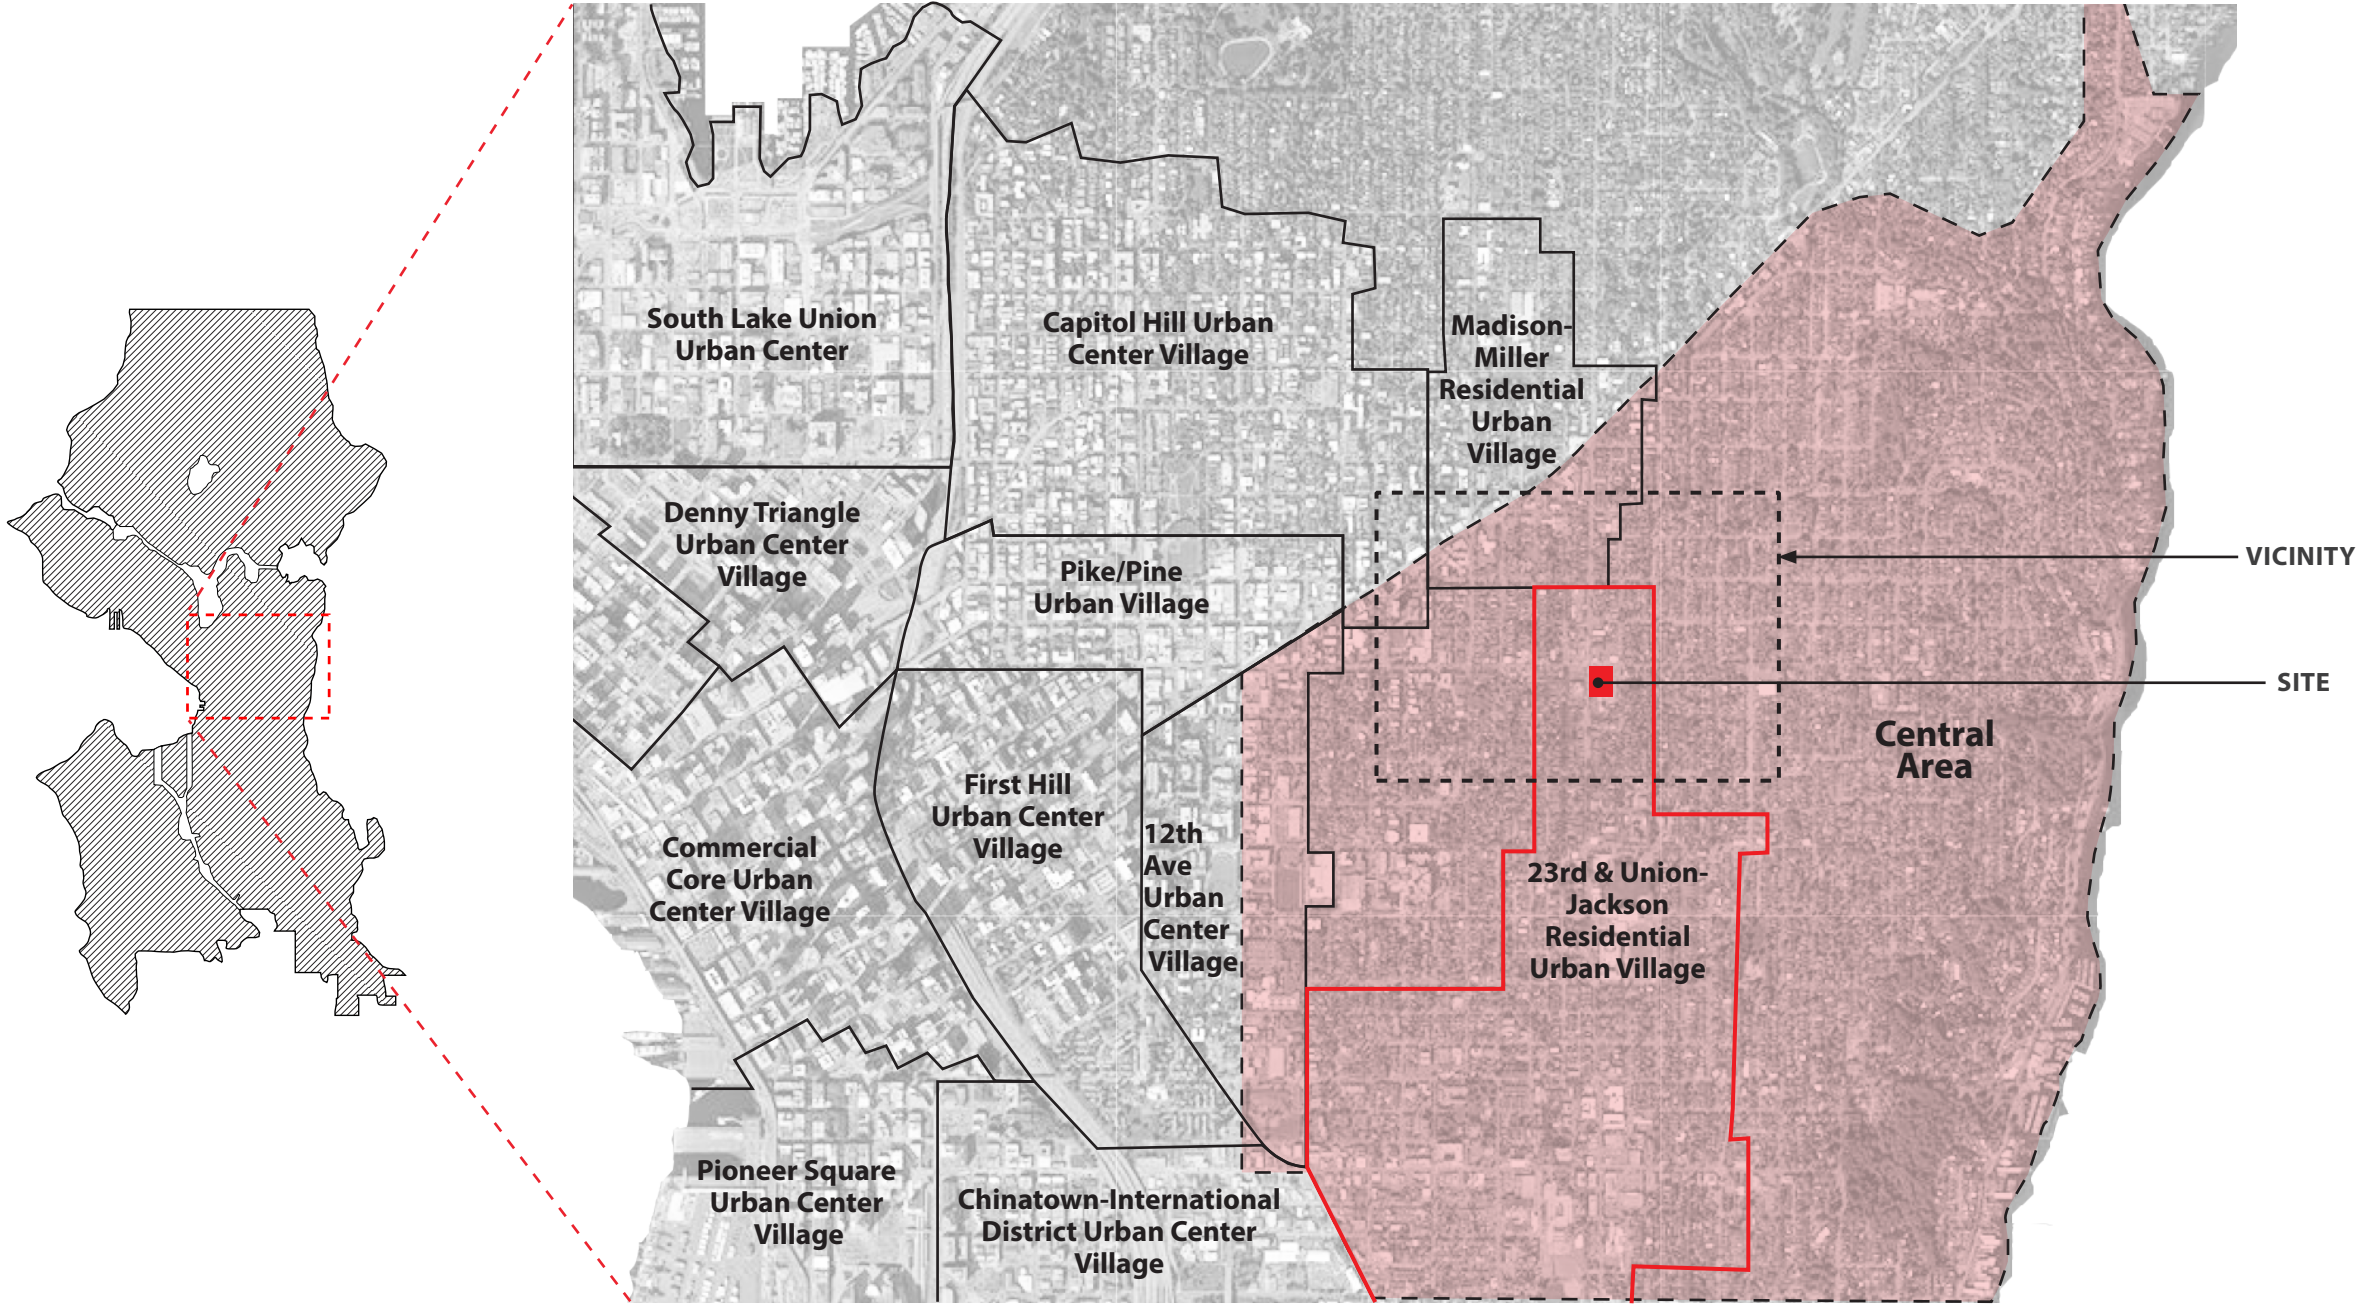 South Lake Union
Urban Center
Capitol Hill Urban
Center Village
Madison-
Miller
Residential
Urban
Village
Denny Triangle
Urban Center
Village
Pike/Pine
Urban Village
VICINITY
SITE
Central
Area
First Hill
Urban Center
Village
12th
Ave
Urban
Center
Village
Commercial
Core Urban
Center Village
23rd & Union-
Jackson
Residential
Urban Village
Pioneer Square
Urban Center
Village
Chinatown-International
District Urban Center
Village